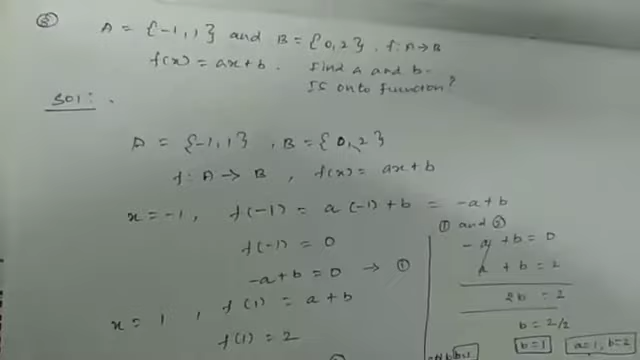 ⑤ A = {-1, 1} and B = {0, 2}, f: A→B
f(x) = ax+b. find a and b.
Is onto function?
Sol:
A = {-1, 1}, B = {0, 2}
f: A→B, f(x) = ax+b
x = -1, f(-1) = a(-1)+b = -a+b
f(-1) = 0
-a+b = 0 → ①
x = 1, f(1) = a+b
f(1) = 2
① and ②
-a+b = 0
a+b = 2
2b = 2
b = 2/2
b=1
a=1, b=2